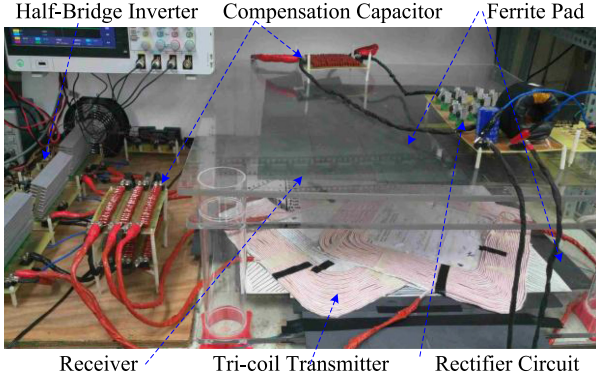 Half-Bridge Inverter
Compensation Capacitor
Ferrite Pad
Receiver
Tri-coil Transmitter
Rectifier Circuit